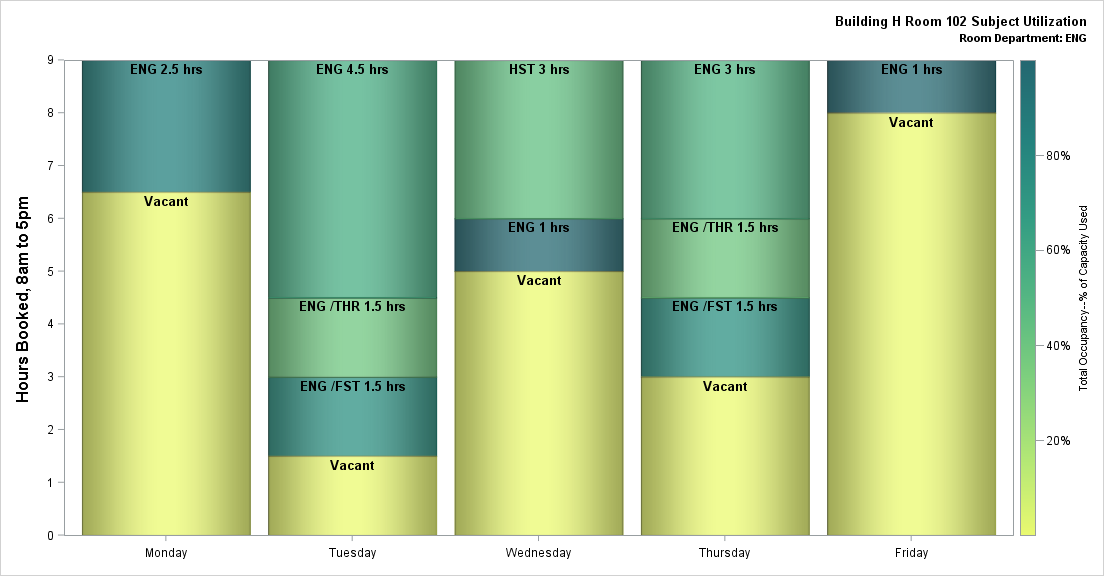 Building H Room 102 Subject Utilization
Room Department: ENG
Hours Booked, 8am to 5pm
9
8
7
6
5
4
3
2
1
0
ENG 2.5 hrs
Vacant
ENG 4.5 hrs
ENG /THR 1.5 hrs
ENG /FST 1.5 hrs
Vacant
HST 3 hrs
ENG 1 hrs
Vacant
ENG 3 hrs
ENG /THR 1.5 hrs
ENG /FST 1.5 hrs
Vacant
ENG 1 hrs
Vacant
Monday
Tuesday
Wednesday
Thursday
Friday
80%
60%
40%
20%
Total Occupancy--% of Capacity Used